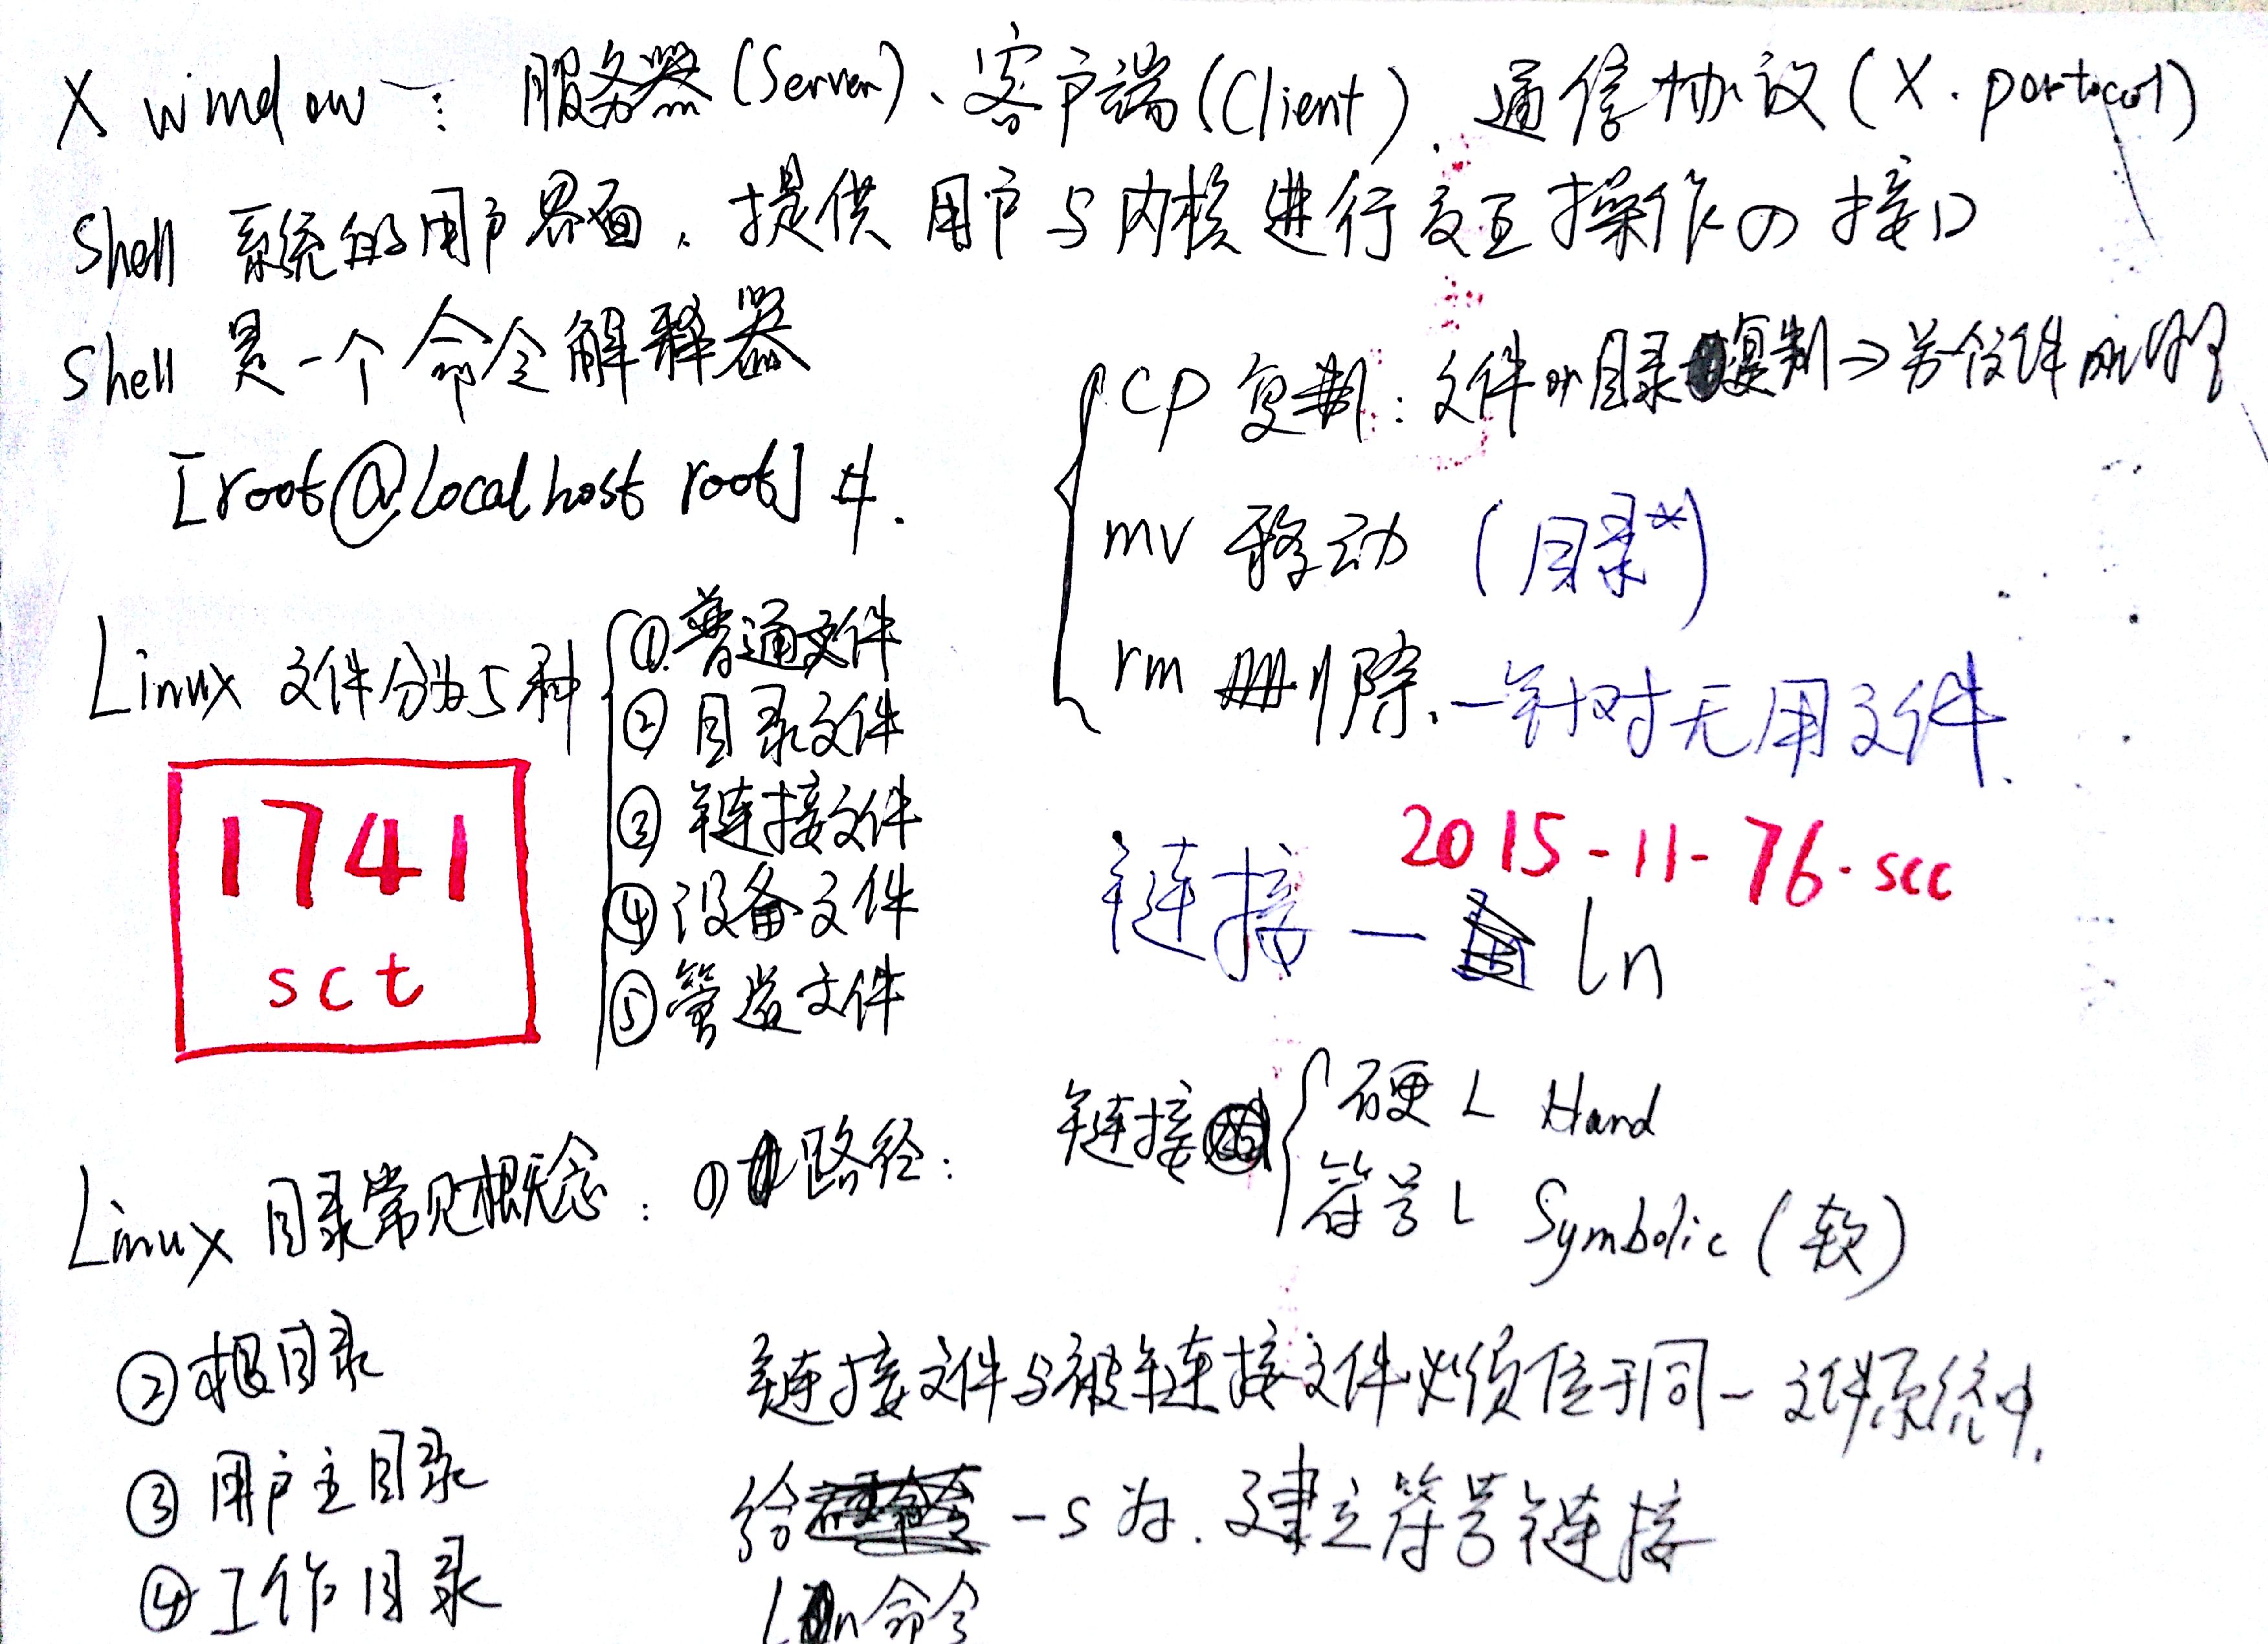 X window: 服务器(Server)、客户端(Client). 通信协议(X. portocol)
Shell 系统的用户界面. 提供用户与内核进行交互操作の接口
Shell 是一个命令解释器
[root@localhost root]#.
Linux 文件分为5种
①普通文件
②目录文件
③链接文件
④设备文件
⑤管道文件
1741
sct
cp 复制: 文件 目录复制→另一文件
mv 移动 (目录*)
rm 删除、—针对无用文件.
2015-11-76.scc
链接 — ln
链接
硬L Hard
符号L Symbolic (软)
Linux 目录常见概念: ①路径:
②根目录
③用户主目录
④工作目录
链接文件与被链接文件必须位于同一文件系统中.
给 -s 为. 建立符号链接
ln命令